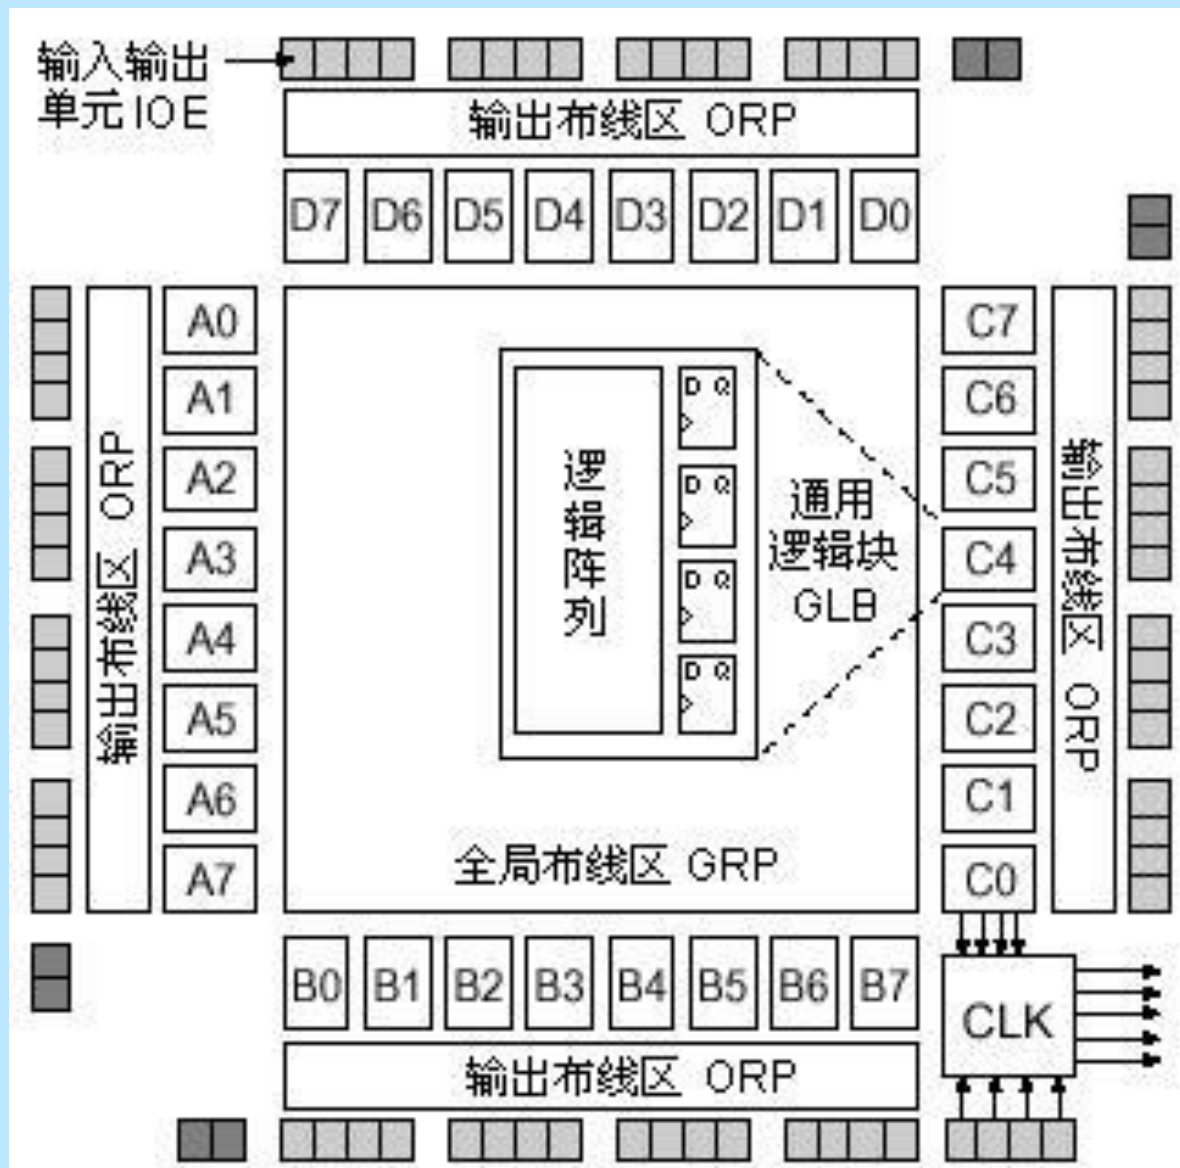 输入输出
单元IOE
输出布线区 ORP
D7 D6 D5 D4 D3 D2 D1 D0
输出布线区 ORP
A0
A1
A2
A3
A4
A5
A6
A7
逻辑阵列
D Q
D Q
D Q
D Q
通用
逻辑块
GLB
全局布线区 GRP
C7
C6
C5
C4
C3
C2
C1
C0
输出布线区 ORP
CLK
B0 B1 B2 B3 B4 B5 B6 B7
输出布线区 ORP